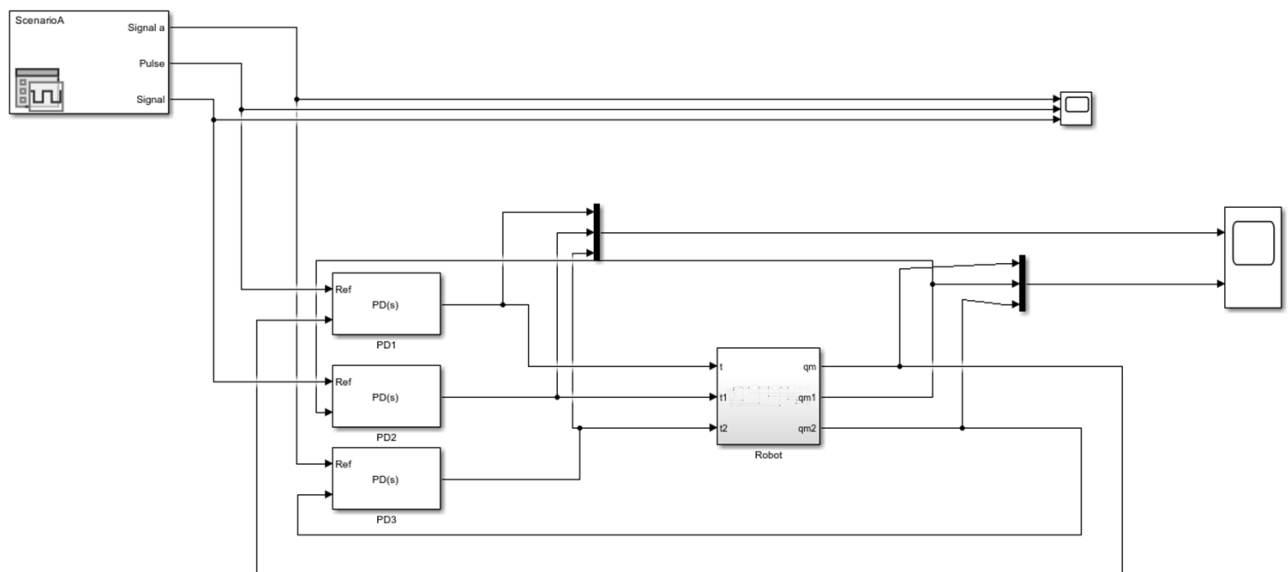 ScenarioA
Signal a
Pulse
Signal
Ref
PD(s)
PD1
Ref
PD(s)
PD2
Ref
PD(s)
PD3
t
qm
t1
qm1
t2
qm2
Robot